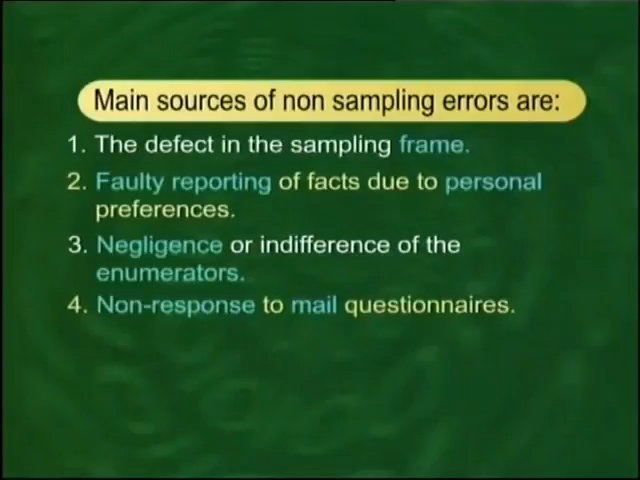 Main sources of non sampling errors are:
1. The defect in the sampling frame.
2. Faulty reporting of facts due to personal
preferences.
3. Negligence or indifference of the
enumerators.
4. Non-response to mail questionnaires.